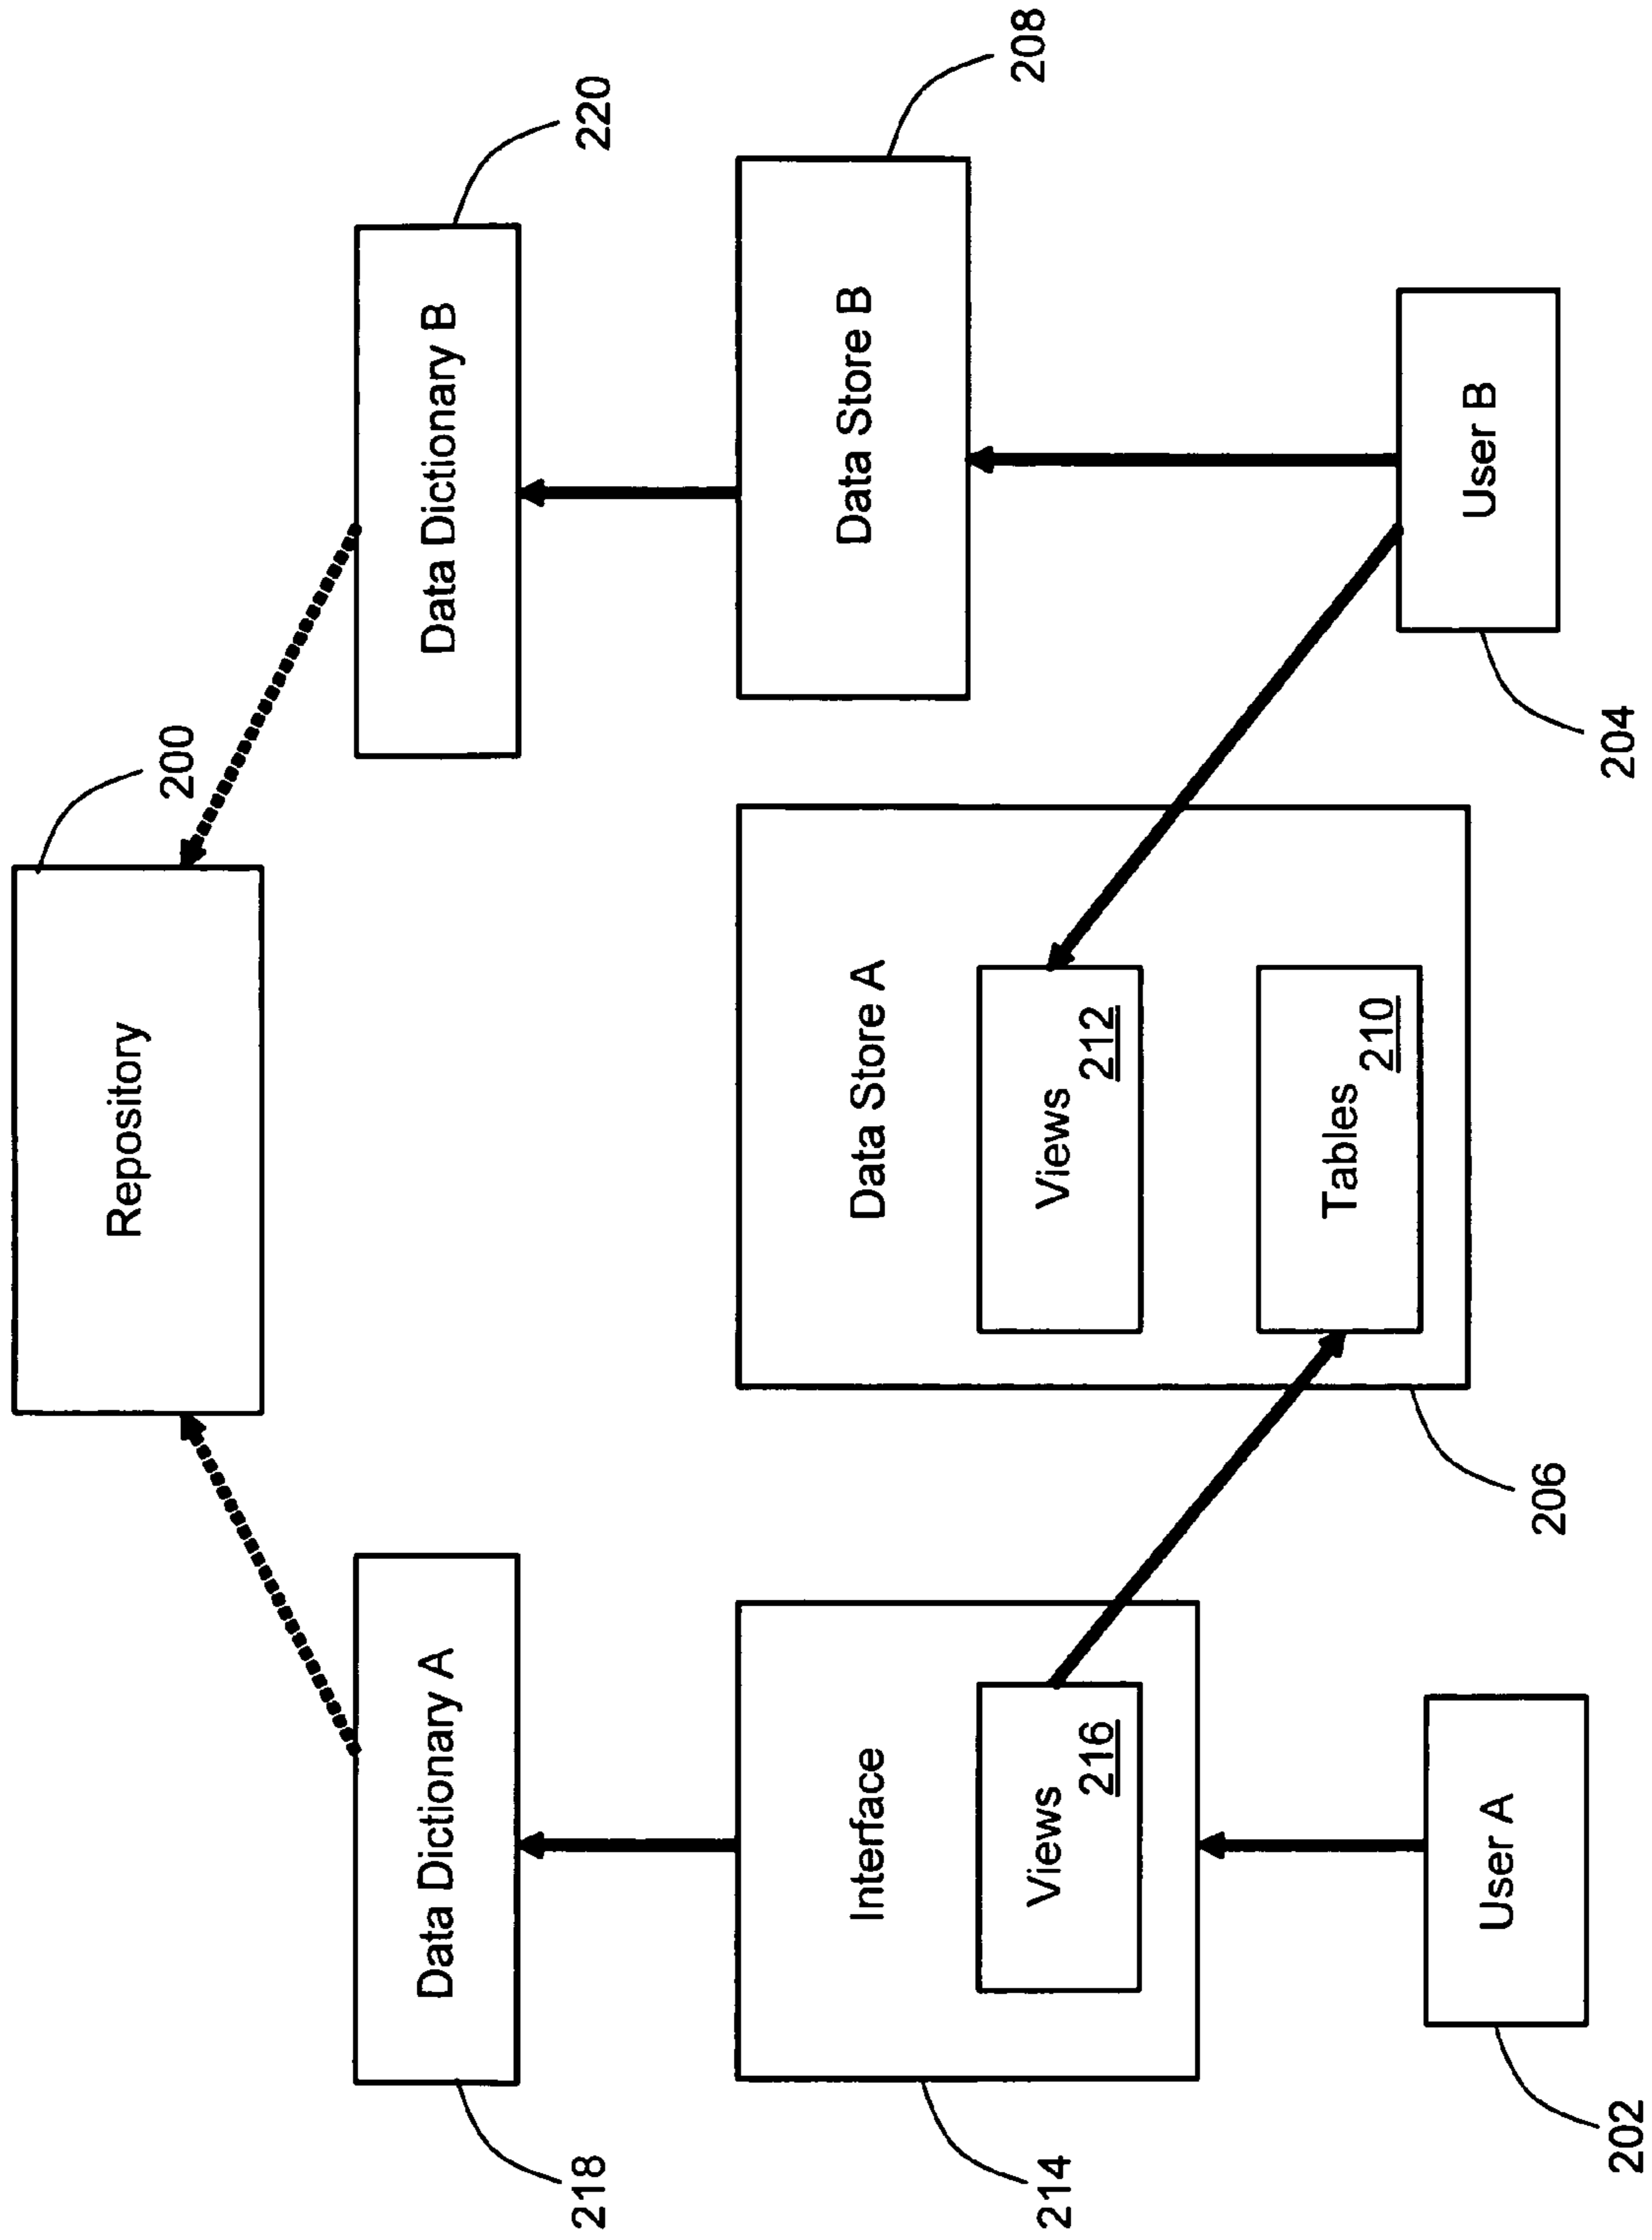 Repository
200
Data Dictionary A
218
Data Dictionary B
220
Interface
Views
216
214
Data Store A
Views
212
Tables
210
206
Data Store B
208
User A
202
User B
204